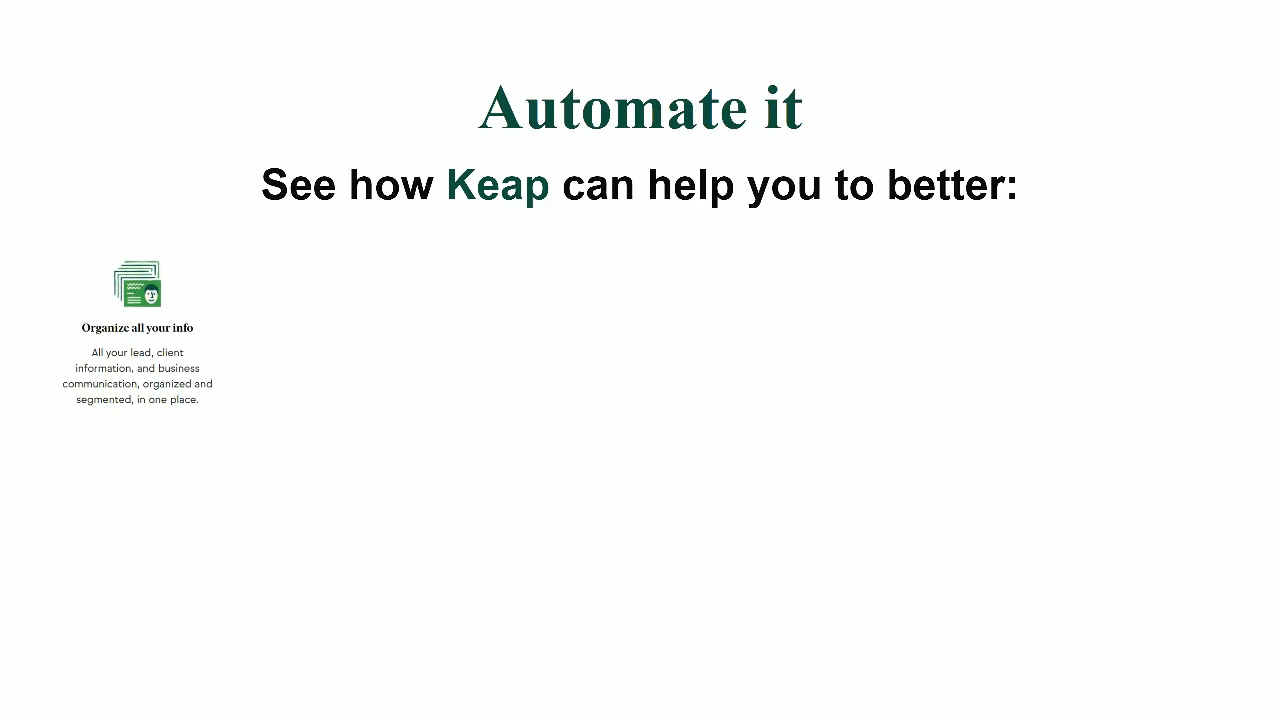 Automate it
See how Keap can help you to better:
Organize all your info
All your lead, client
information, and business
communication, organized and
segmented, in one place.